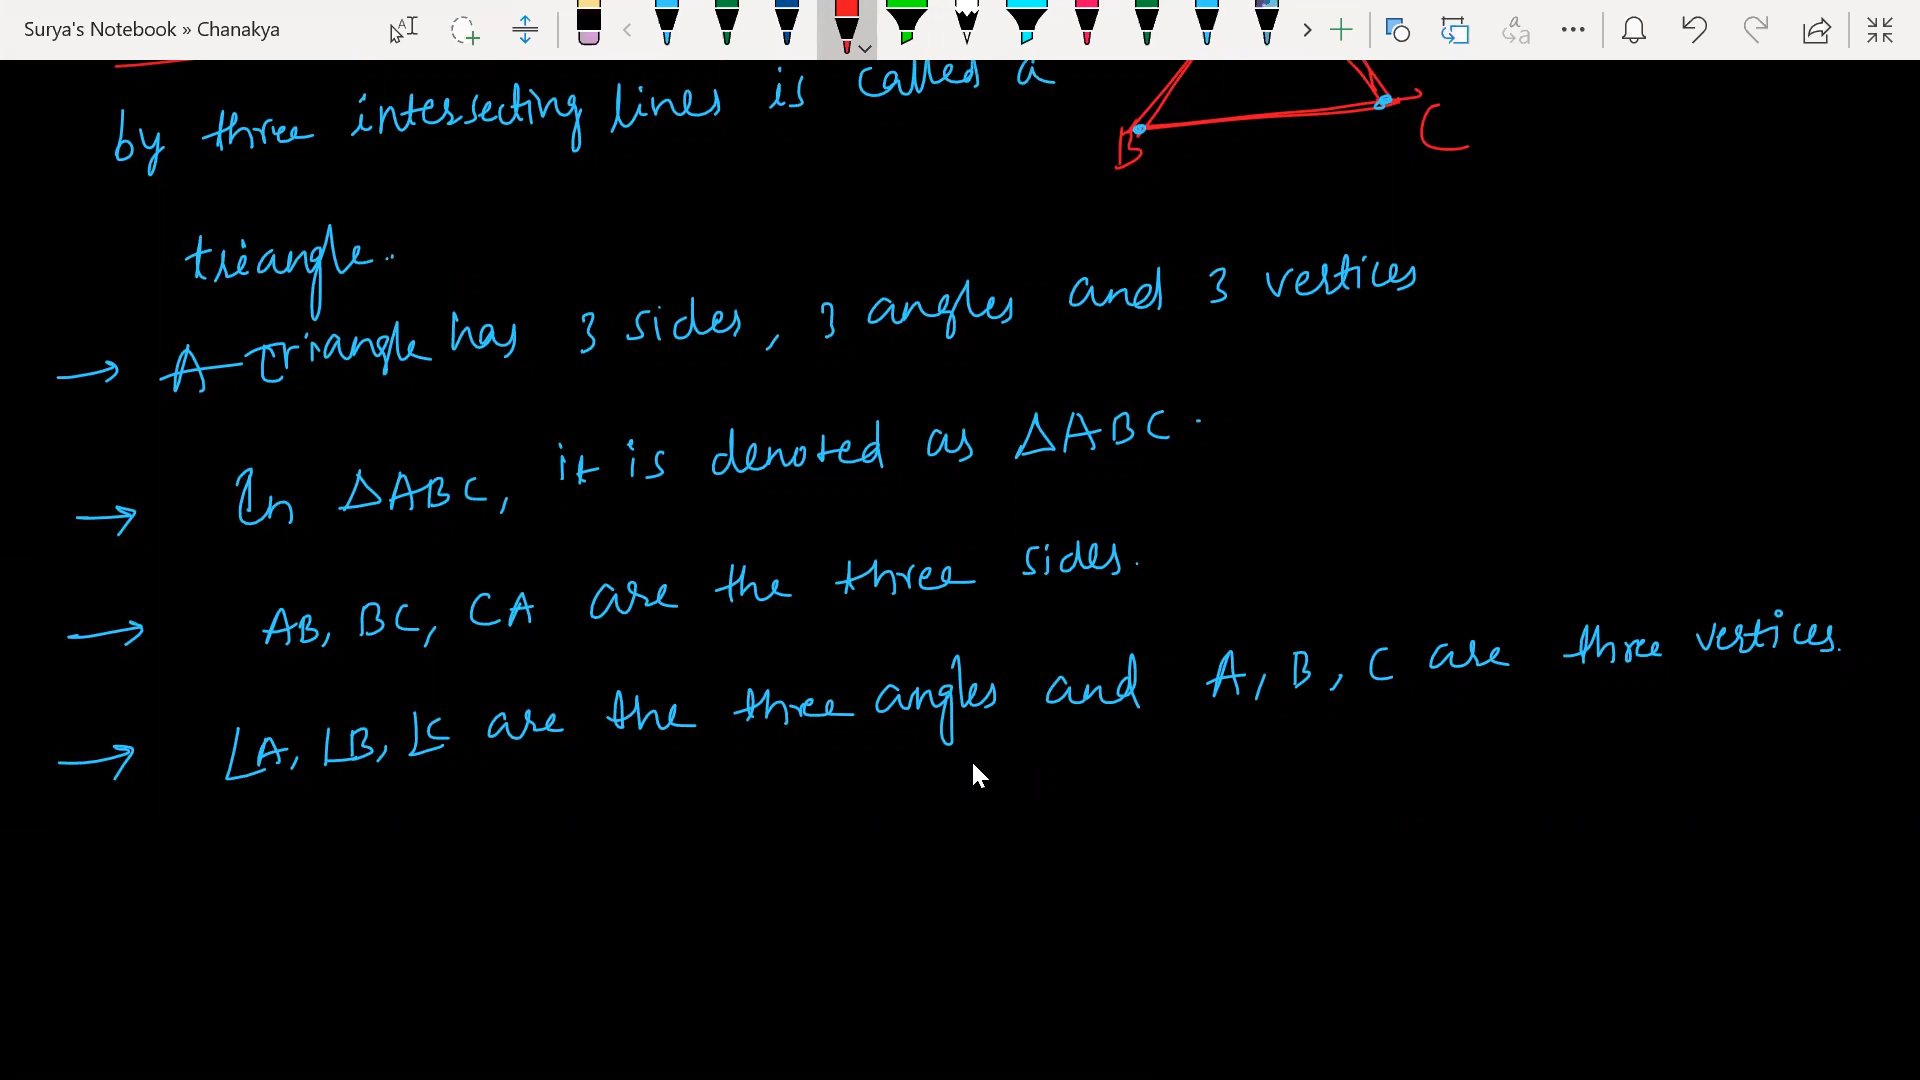 Surya's Notebook » Chanakya
by three intersecting lines is called a
B
C
triangle.
→ A Triangle has 3 sides, 3 angles and 3 vertices
→ In △ABC, it is denoted as △ABC.
→ AB, BC, CA are the three sides.
→ ∠A, ∠B, ∠C are the three angles and A, B, C are three vertices.